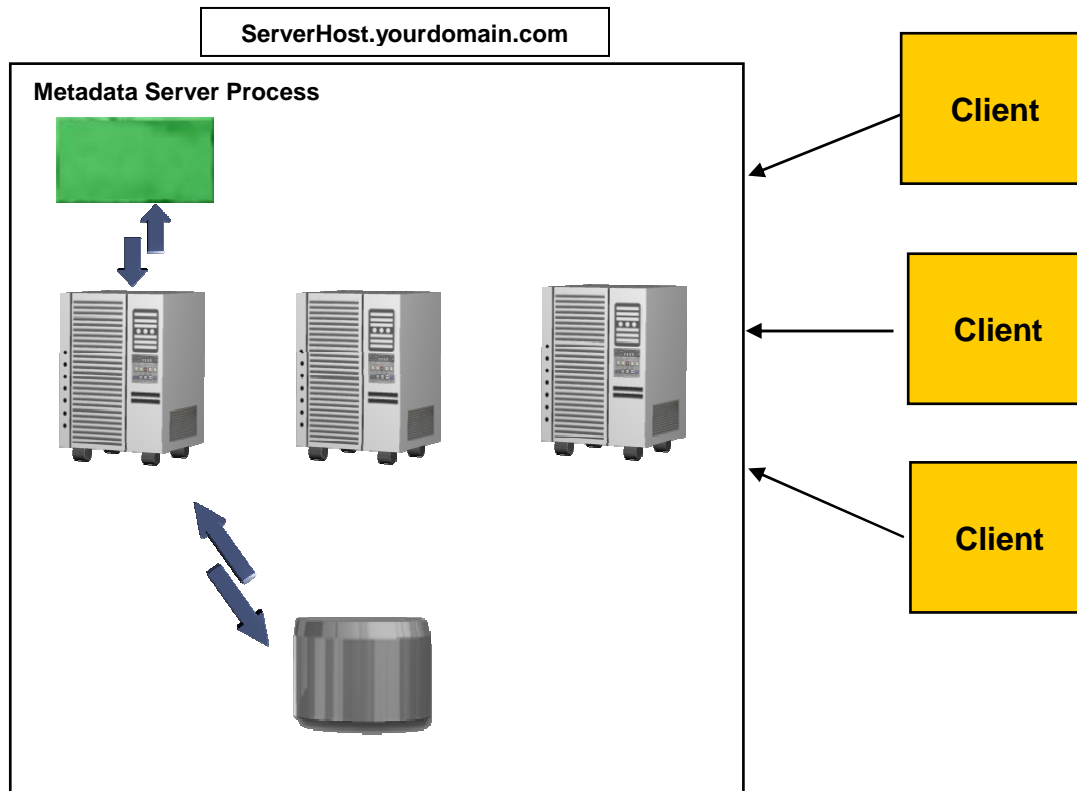 ServerHost.yourdomain.com
Metadata Server Process
Client
Client
Client